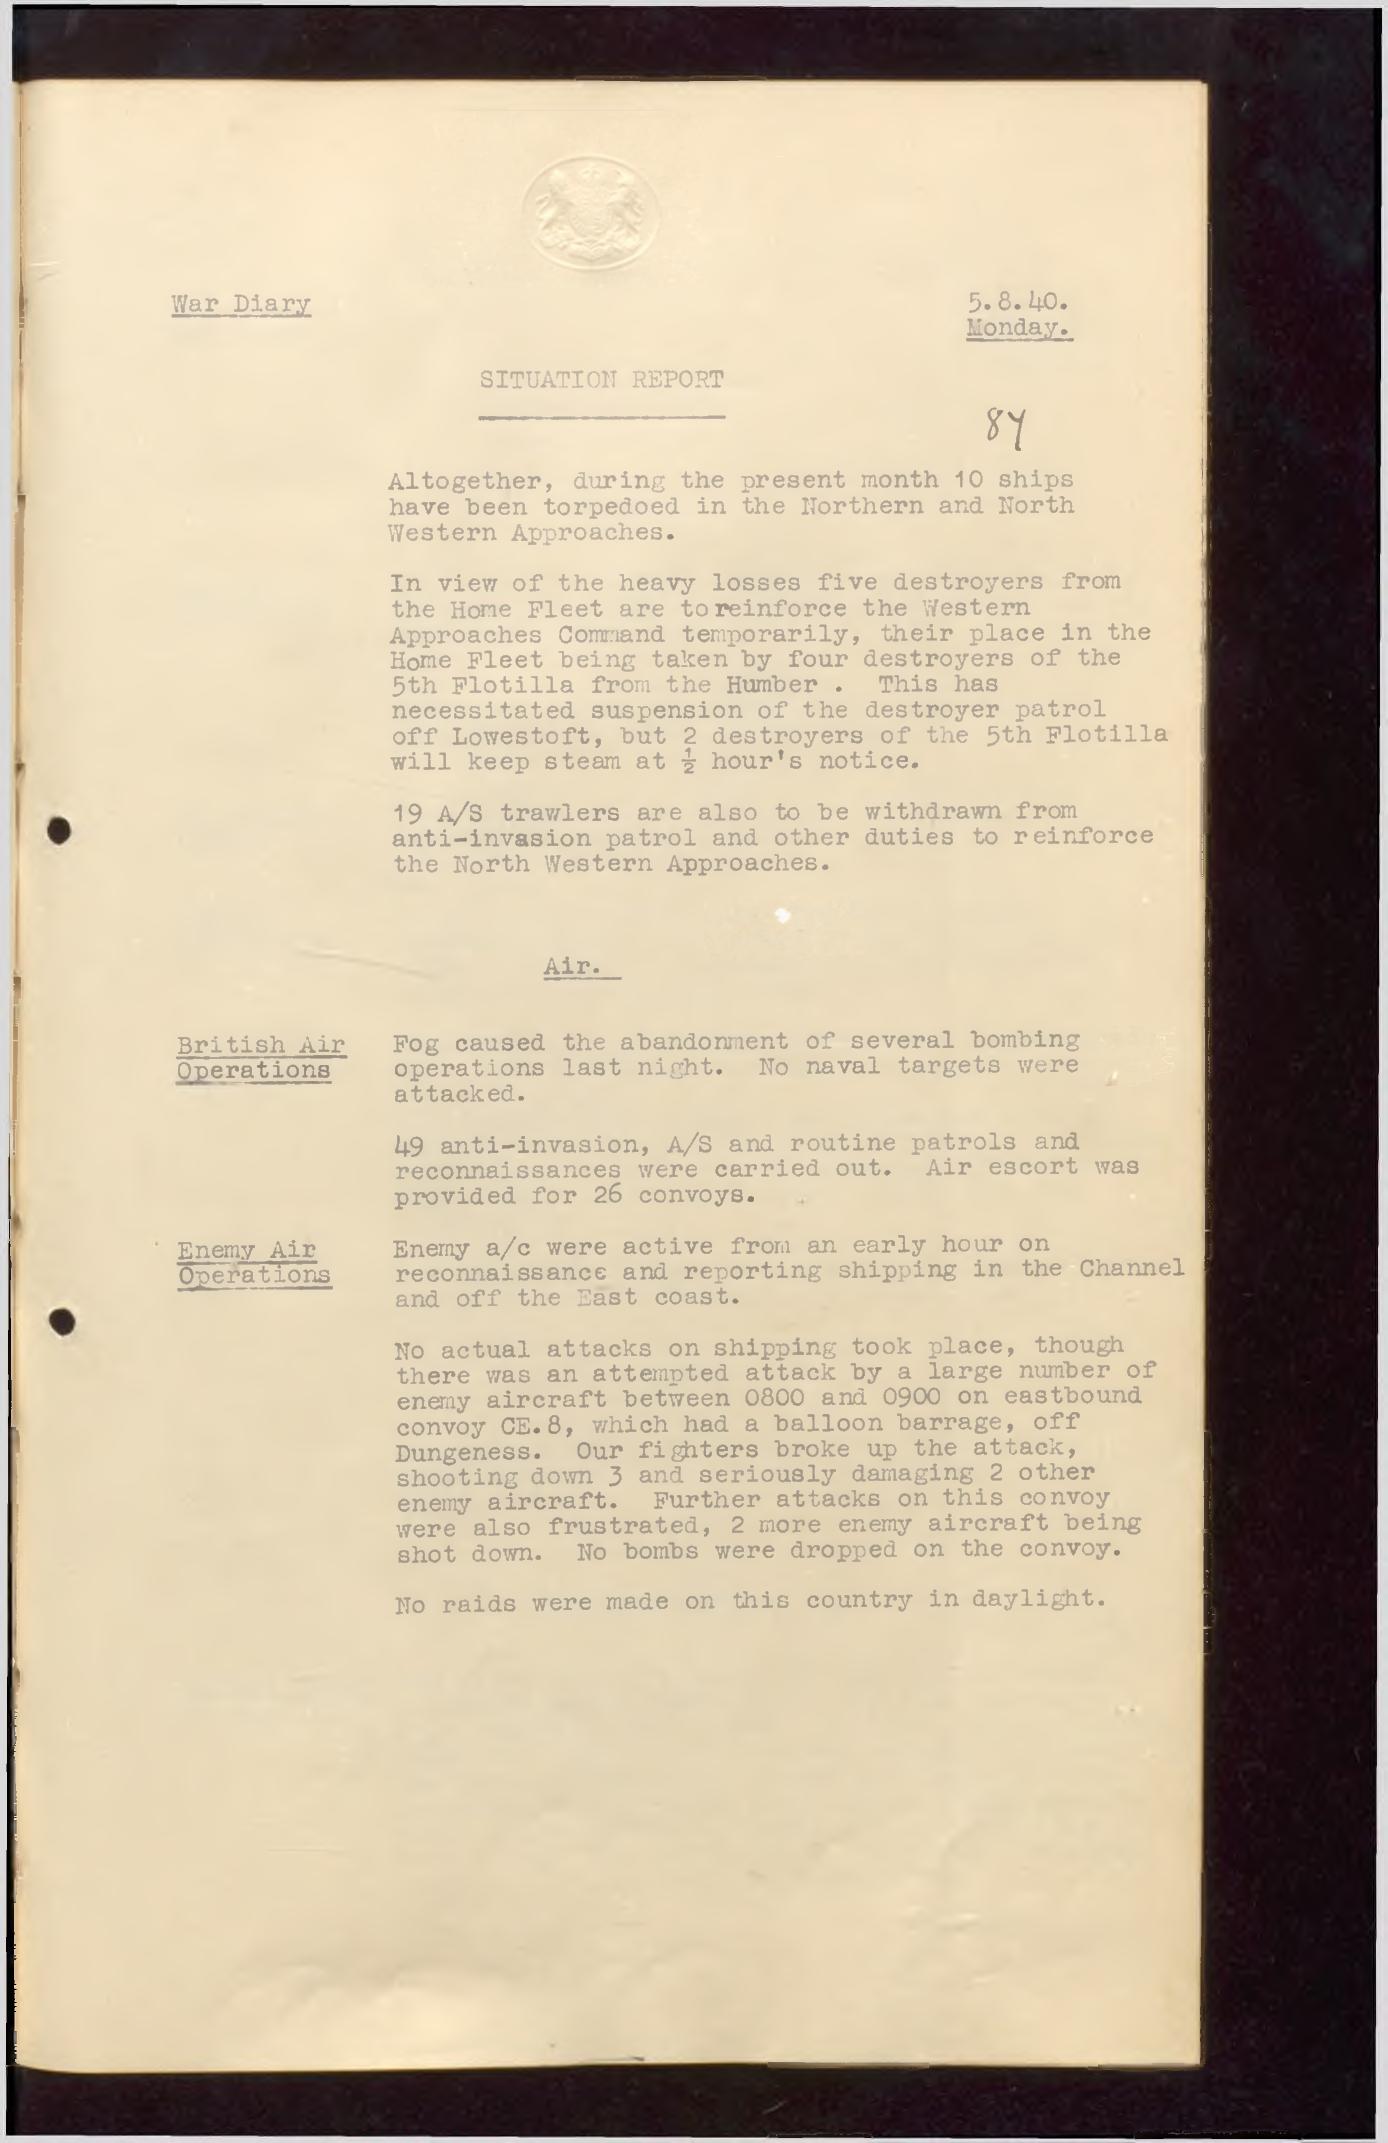 War Diary
5.8.40.
Monday.
SITUATION REPORT
84
Altogether, during the present month 10 ships
have been torpedoed in the Northern and North
Western Approaches.
In view of the heavy losses five destroyers from
the Home Fleet are to reinforce the Western
Approaches Command temporarily, their place in the
Home Fleet being taken by four destroyers of the
5th Flotilla from the Humber . This has
necessitated suspension of the destroyer patrol
off Lowestoft, but 2 destroyers of the 5th Flotilla
will keep steam at ½ hour's notice.
19 A/S trawlers are also to be withdrawn from
anti-invasion patrol and other duties to reinforce
the North Western Approaches.
Air.
British Air
Operations
Fog caused the abandonment of several bombing
operations last night. No naval targets were
attacked.
49 anti-invasion, A/S and routine patrols and
reconnaissances were carried out. Air escort was
provided for 26 convoys.
Enemy Air
Operations
Enemy a/c were active from an early hour on
reconnaissance and reporting shipping in the Channel
and off the East coast.
No actual attacks on shipping took place, though
there was an attempted attack by a large number of
enemy aircraft between 0800 and 0900 on eastbound
convoy CE.8, which had a balloon barrage, off
Dungeness. Our fighters broke up the attack,
shooting down 3 and seriously damaging 2 other
enemy aircraft. Further attacks on this convoy
were also frustrated, 2 more enemy aircraft being
shot down. No bombs were dropped on the convoy.
No raids were made on this country in daylight.